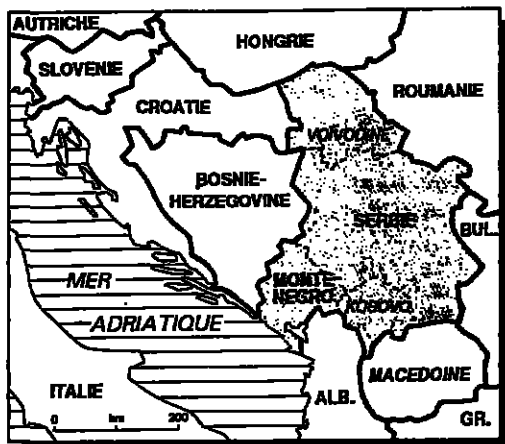 AUTRICHE
HONGRIE
SLOVENIE
ROUMANIE
CROATIE
VOIVODINE
BOSNIE-
HERZEGOVINE
SERBIE
BUL.
MER
MONTE
NEGRO
KOSOVO
ADRIATIQUE
MACEDOINE
ITALIE
ALB.
0 km 200
GR.